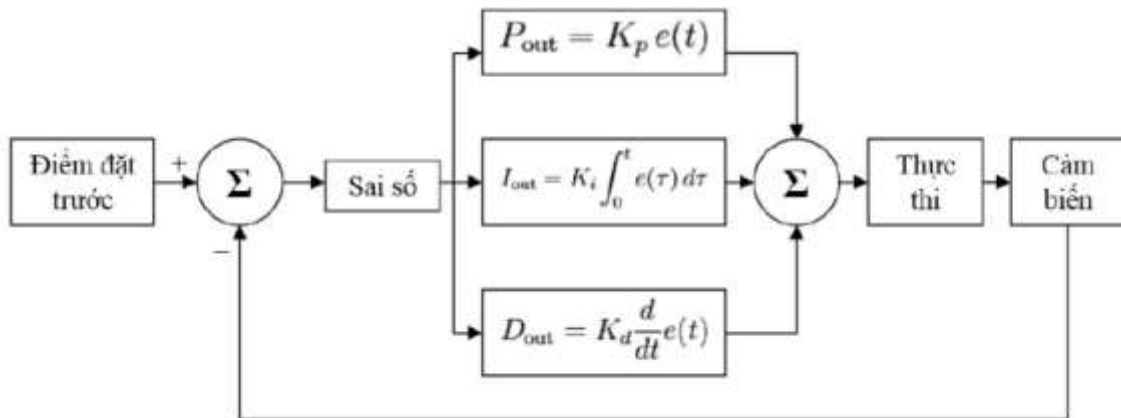 P_out = K_p e(t)
Điểm đặt
trước
+
Σ
−
Sai số
I_out = K_i ∫_0^t e(τ) dτ
Σ
Thực
thi
Cảm
biến
D_out = K_d d/dt e(t)